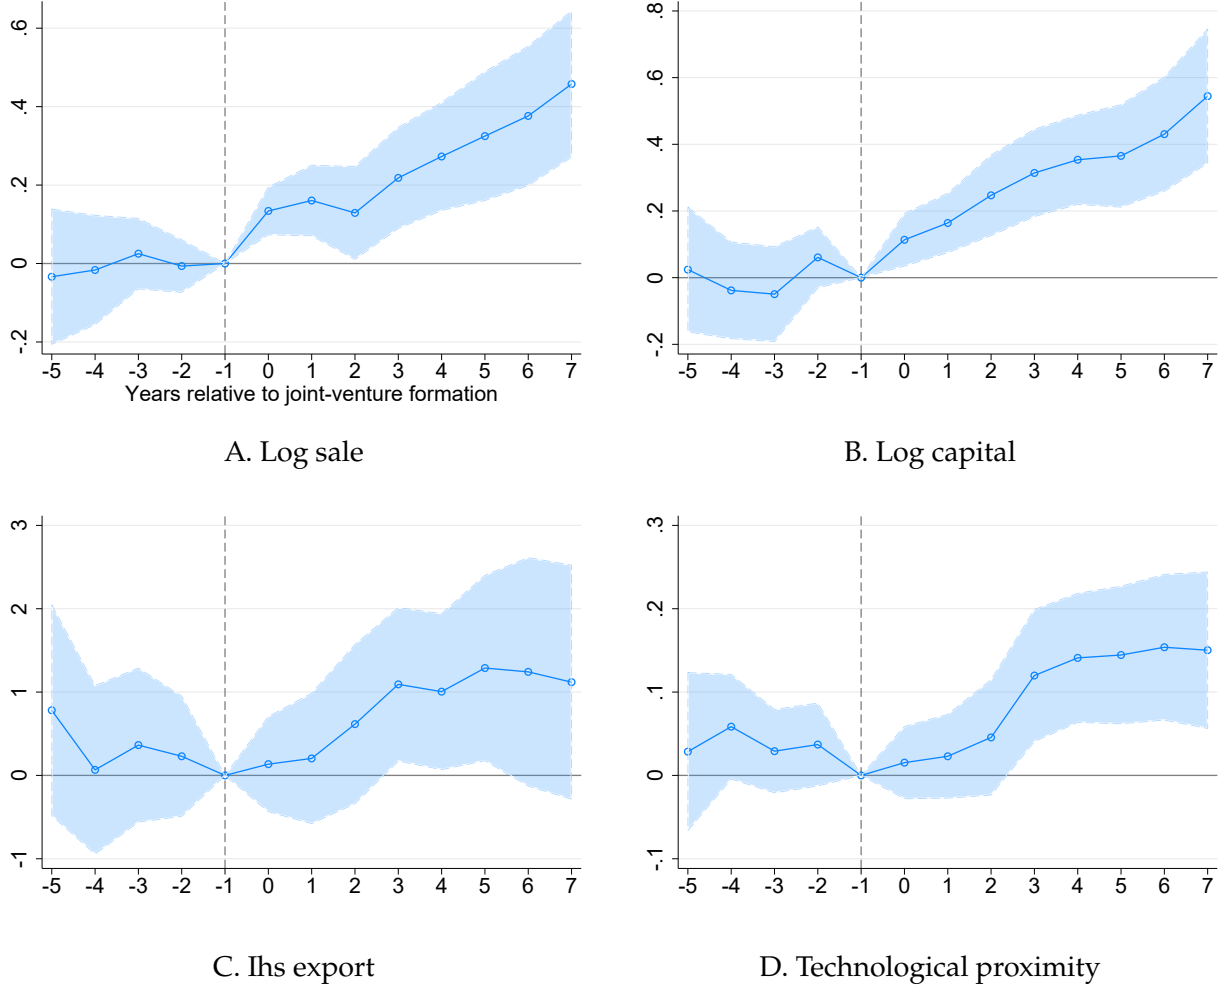 .6
.4
.2
0
-.2
-5 -4 -3 -2 -1 0 1 2 3 4 5 6 7
Years relative to joint-venture formation
A. Log sale
.8
.6
.4
.2
0
-.2
-5 -4 -3 -2 -1 0 1 2 3 4 5 6 7
B. Log capital
3
2
1
0
-1
-5 -4 -3 -2 -1 0 1 2 3 4 5 6 7
C. Ihs export
.3
.2
.1
0
-.1
-5 -4 -3 -2 -1 0 1 2 3 4 5 6 7
D. Technological proximity